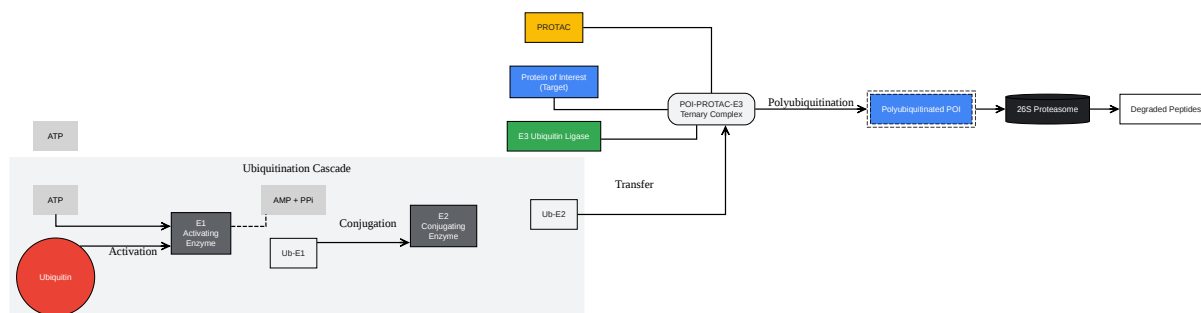 PROTAC
Protein of Interest
(Target)
POI-PROTAC-E3
Ternary Complex
Polyubiquitination
Polyubiquitinated POI
26S Proteasome
Degraded Peptides
E3 Ubiquitin Ligase
ATP
Ubiquitination Cascade
Transfer
ATP
AMP + PPi
E1
Activating
Enzyme
Conjugation
E2
Conjugating
Enzyme
Ub-E2
Activation
Ub-E1
Ubiquitin